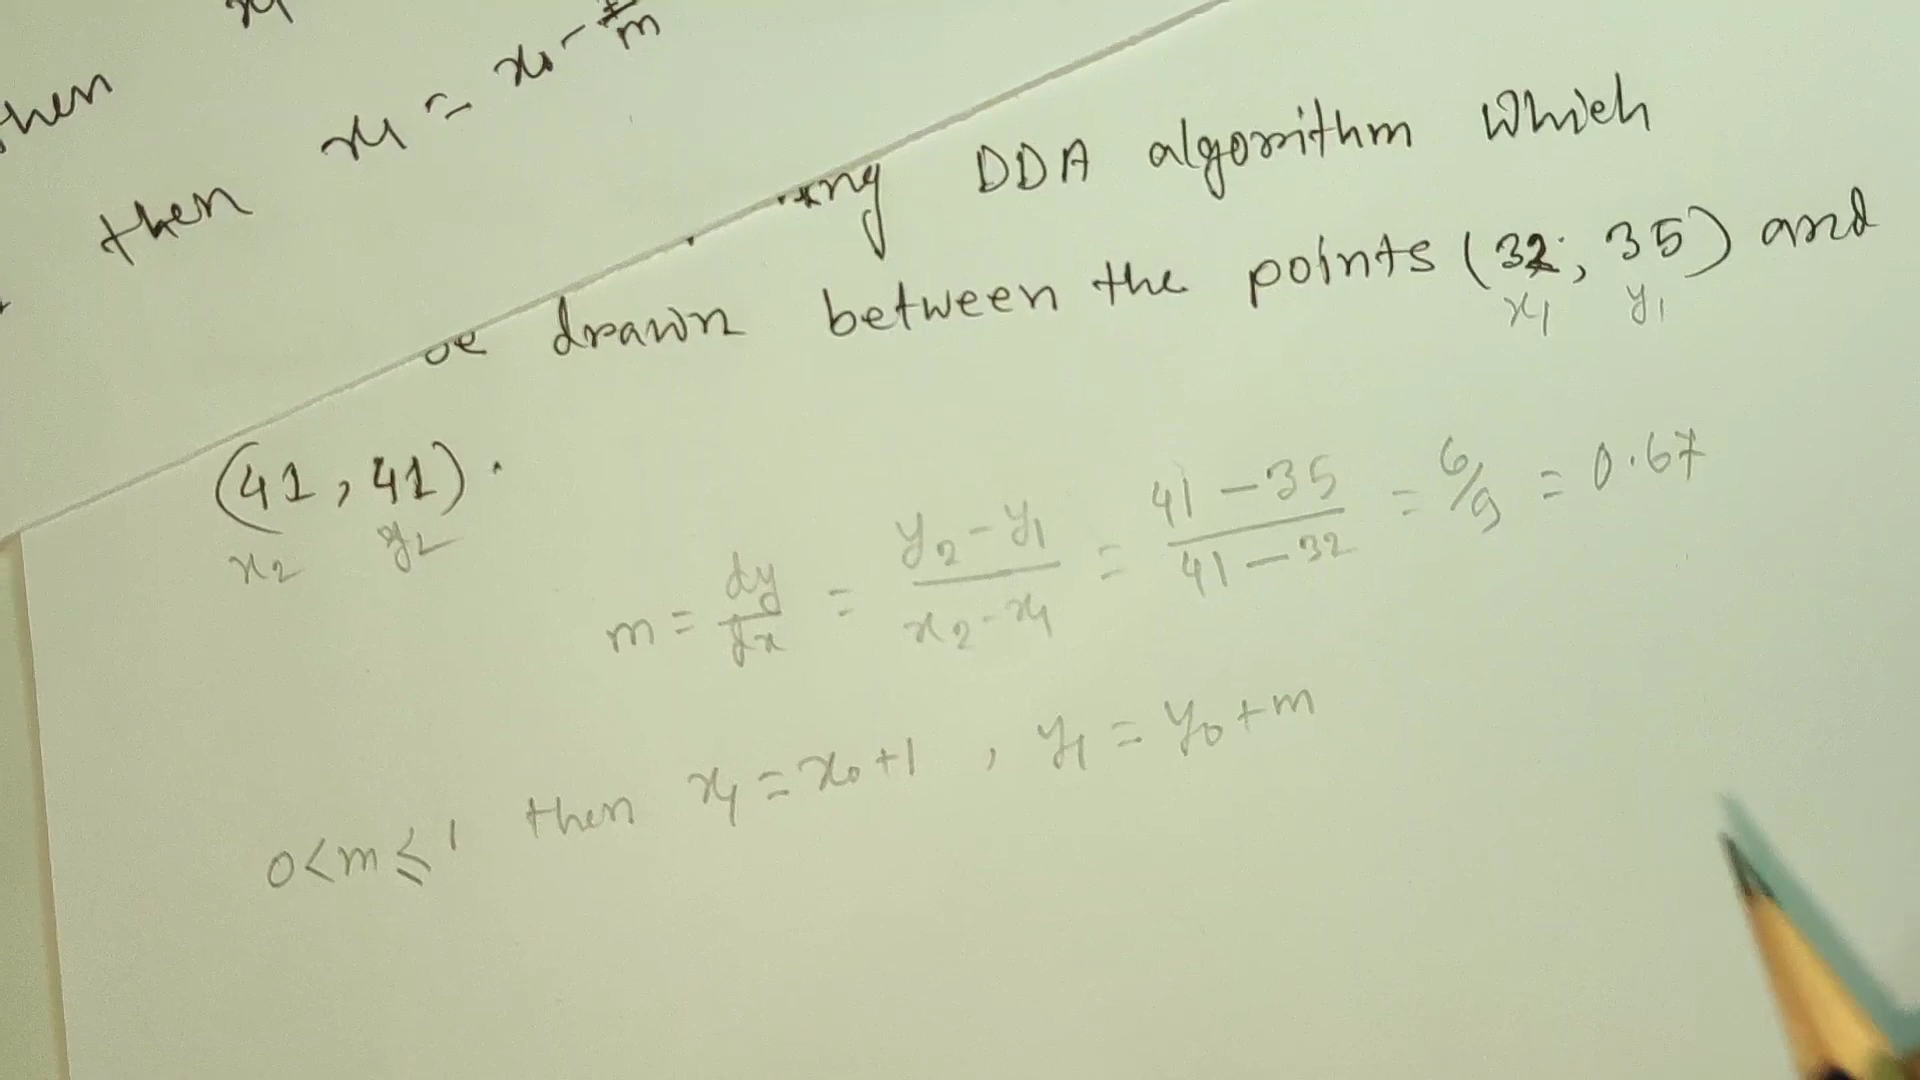 then x₁ = x₀ - 1/m
DDA algorithm which
drawn between the points (32, 35) and
x₁ y₁
(41, 41).
x₂ y₂
m = dy/dx = y₂-y₁/x₂-x₁ = 41-35/41-32 = 6/9 = 0.67
0<m≤1 then x₁ = x₀+1, y₁ = y₀+m